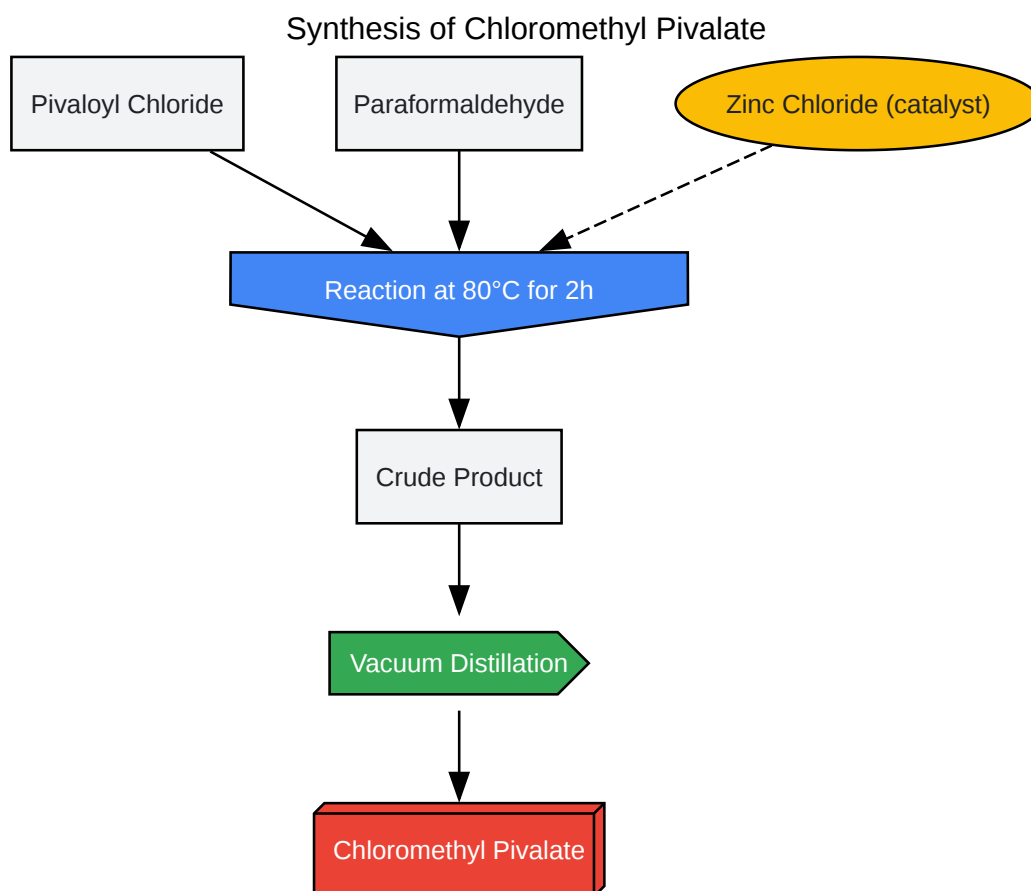 Synthesis of Chloromethyl Pivalate
Pivaloyl Chloride
Paraformaldehyde
Zinc Chloride (catalyst)
Reaction at 80°C for 2h
Crude Product
Vacuum Distillation
Chloromethyl Pivalate